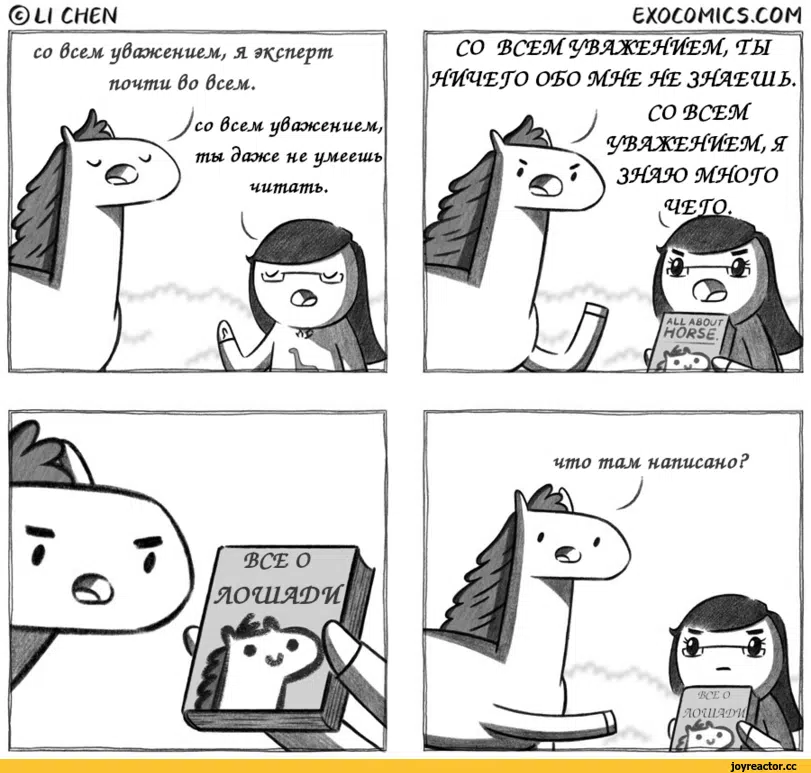 © LI CHEN
EXOCOMICS.COM
со всем уважением, я эксперт
почти во всем.
со всем уважением,
ты даже не умеешь
читать.
СО ВСЕМ УВАЖЕНИЕМ, ТЫ
НИЧЕГО ОБО МНЕ НЕ ЗНАЕШЬ.
СО ВСЕМ
УВАЖЕНИЕМ, Я
ЗНАЮ МНОГО
ЧЕГО.
ALL ABOUT
HORSE.
ВСЕ О
ЛОШАДИ
что там написано?
ВСЕ О
ЛОШАДИ
joyreactor.cc